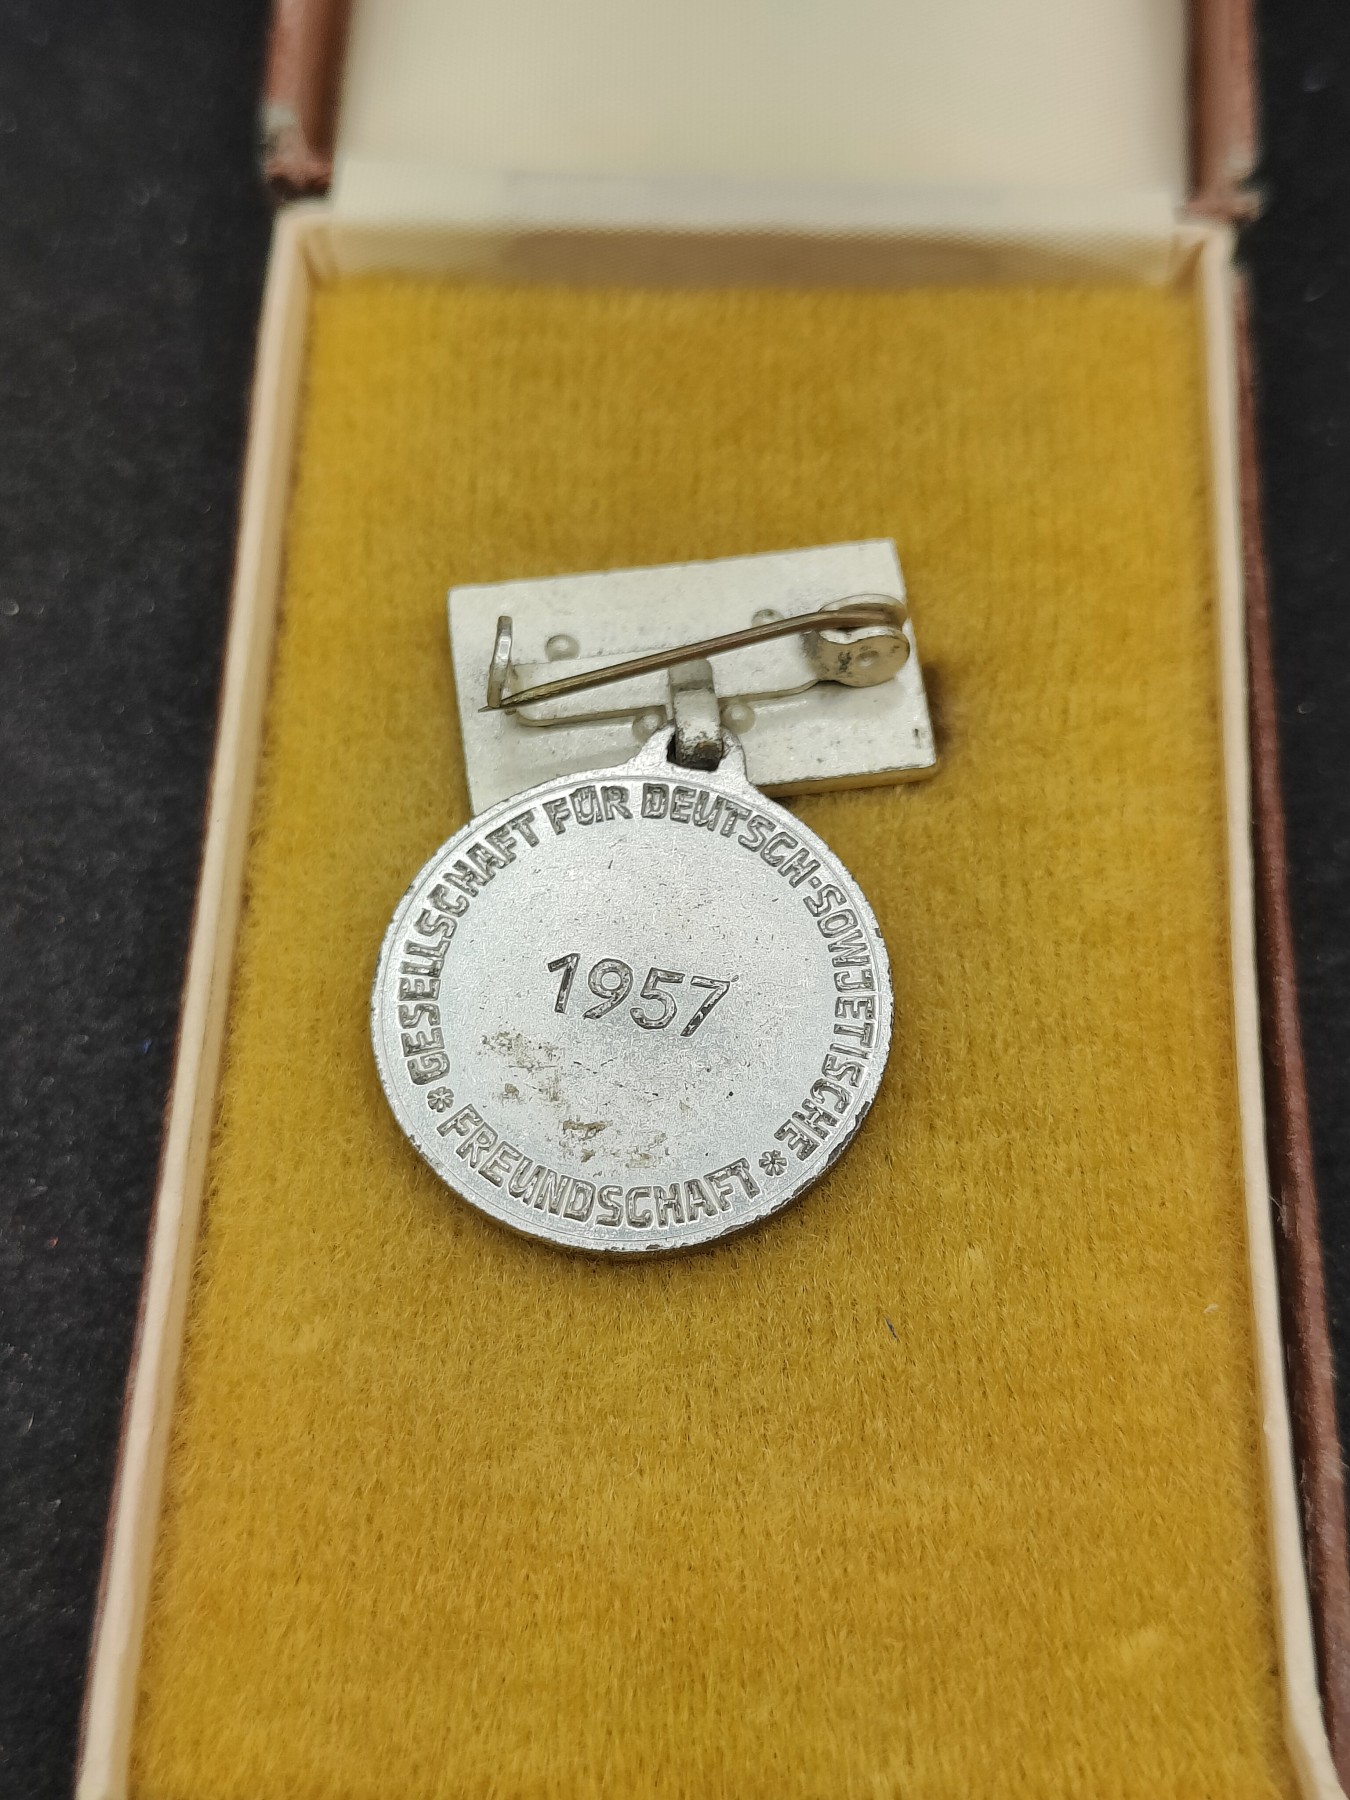 * GESELLSCHAFT FÜR DEUTSCH-SOWJETISCHE *
FREUNDSCHAFT
1957